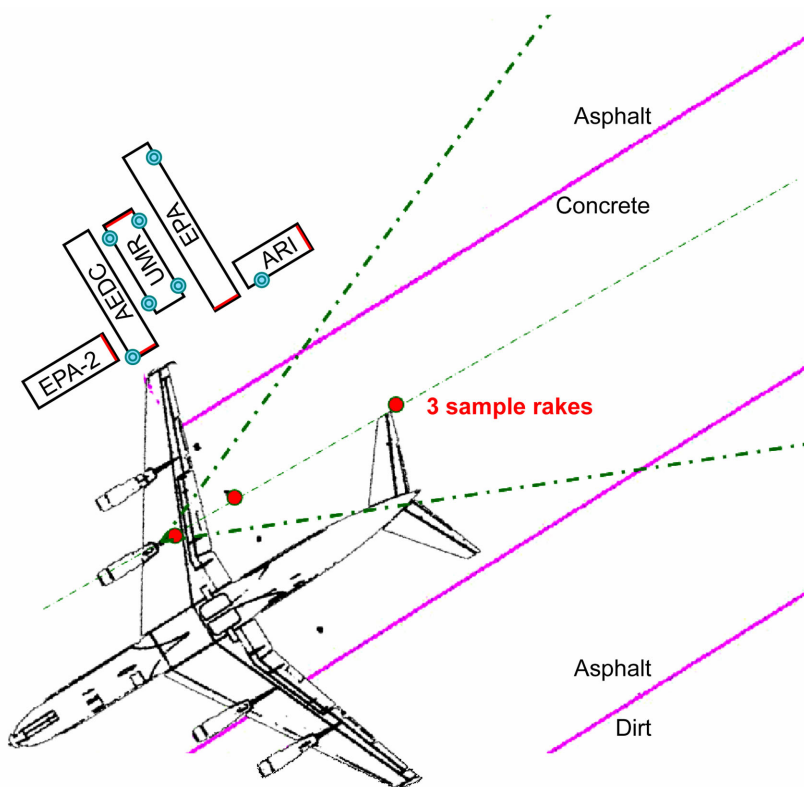 Asphalt
Concrete
EPA
UMR
AEDC
ARI
EPA-2
3 sample rakes
Asphalt
Dirt